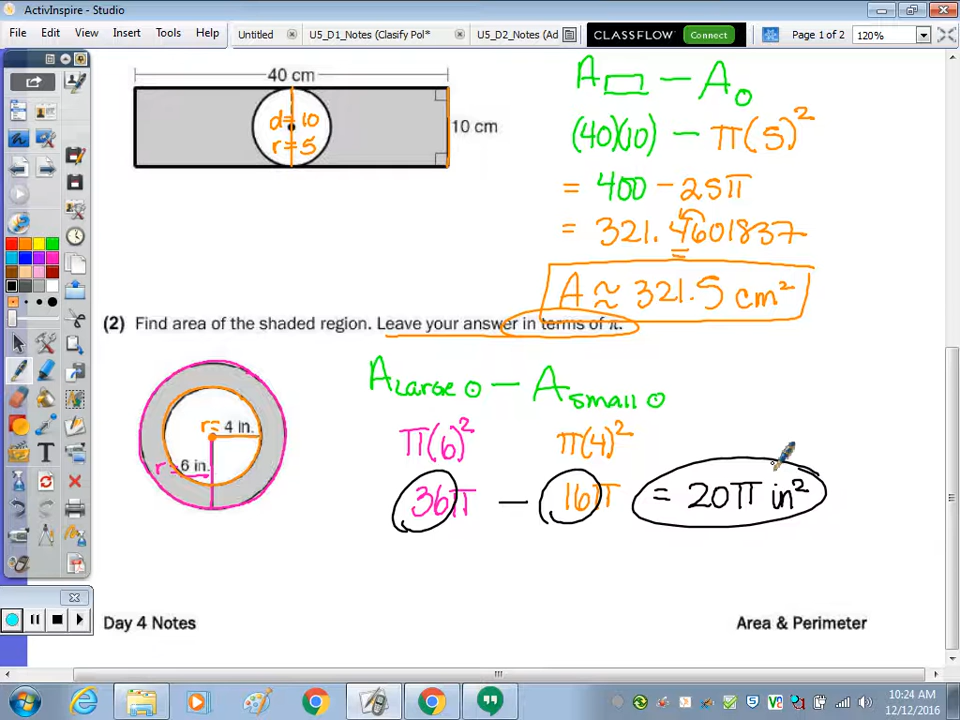 ActivInspire - Studio
File Edit View Insert Tools Help
Untitled
U5_D1_Notes (Clasify Pol*
U5_D2_Notes (Ad
CLASSFLOW Connect
Page 1 of 2
120%
40 cm
d=10
r=5
10 cm
A▭ - A○
(40)(10) - π(5)²
= 400 - 25π
= 321.4601837
A ≈ 321.5 cm²
(2) Find area of the shaded region. Leave your answer in terms of π.
r= 4 in.
r= 6 in.
A Large ⊙ - A small ⊙
π(6)² π(4)²
36π - 16π = 20π in²
Day 4 Notes
Area & Perimeter
10:24 AM
12/12/2016